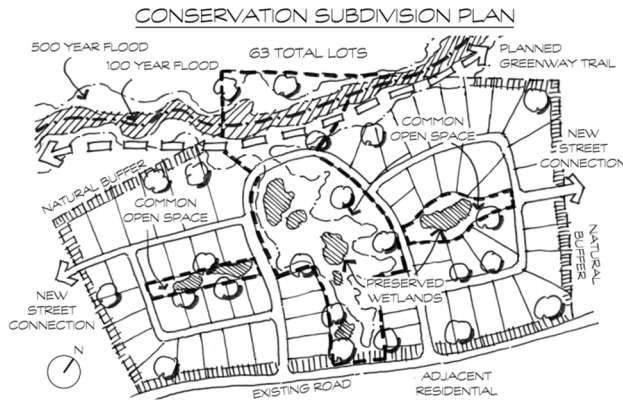 CONSERVATION SUBDIVISION PLAN
500 YEAR FLOOD
100 YEAR FLOOD
63 TOTAL LOTS
PLANNED
GREENWAY TRAIL
COMMON
OPEN SPACE
NEW
STREET
CONNECTION
NATURAL BUFFER
COMMON
OPEN SPACE
NATURAL
BUFFER
PRESERVED
WETLANDS
NEW
STREET
CONNECTION
N
EXISTING ROAD
ADJACENT
RESIDENTIAL